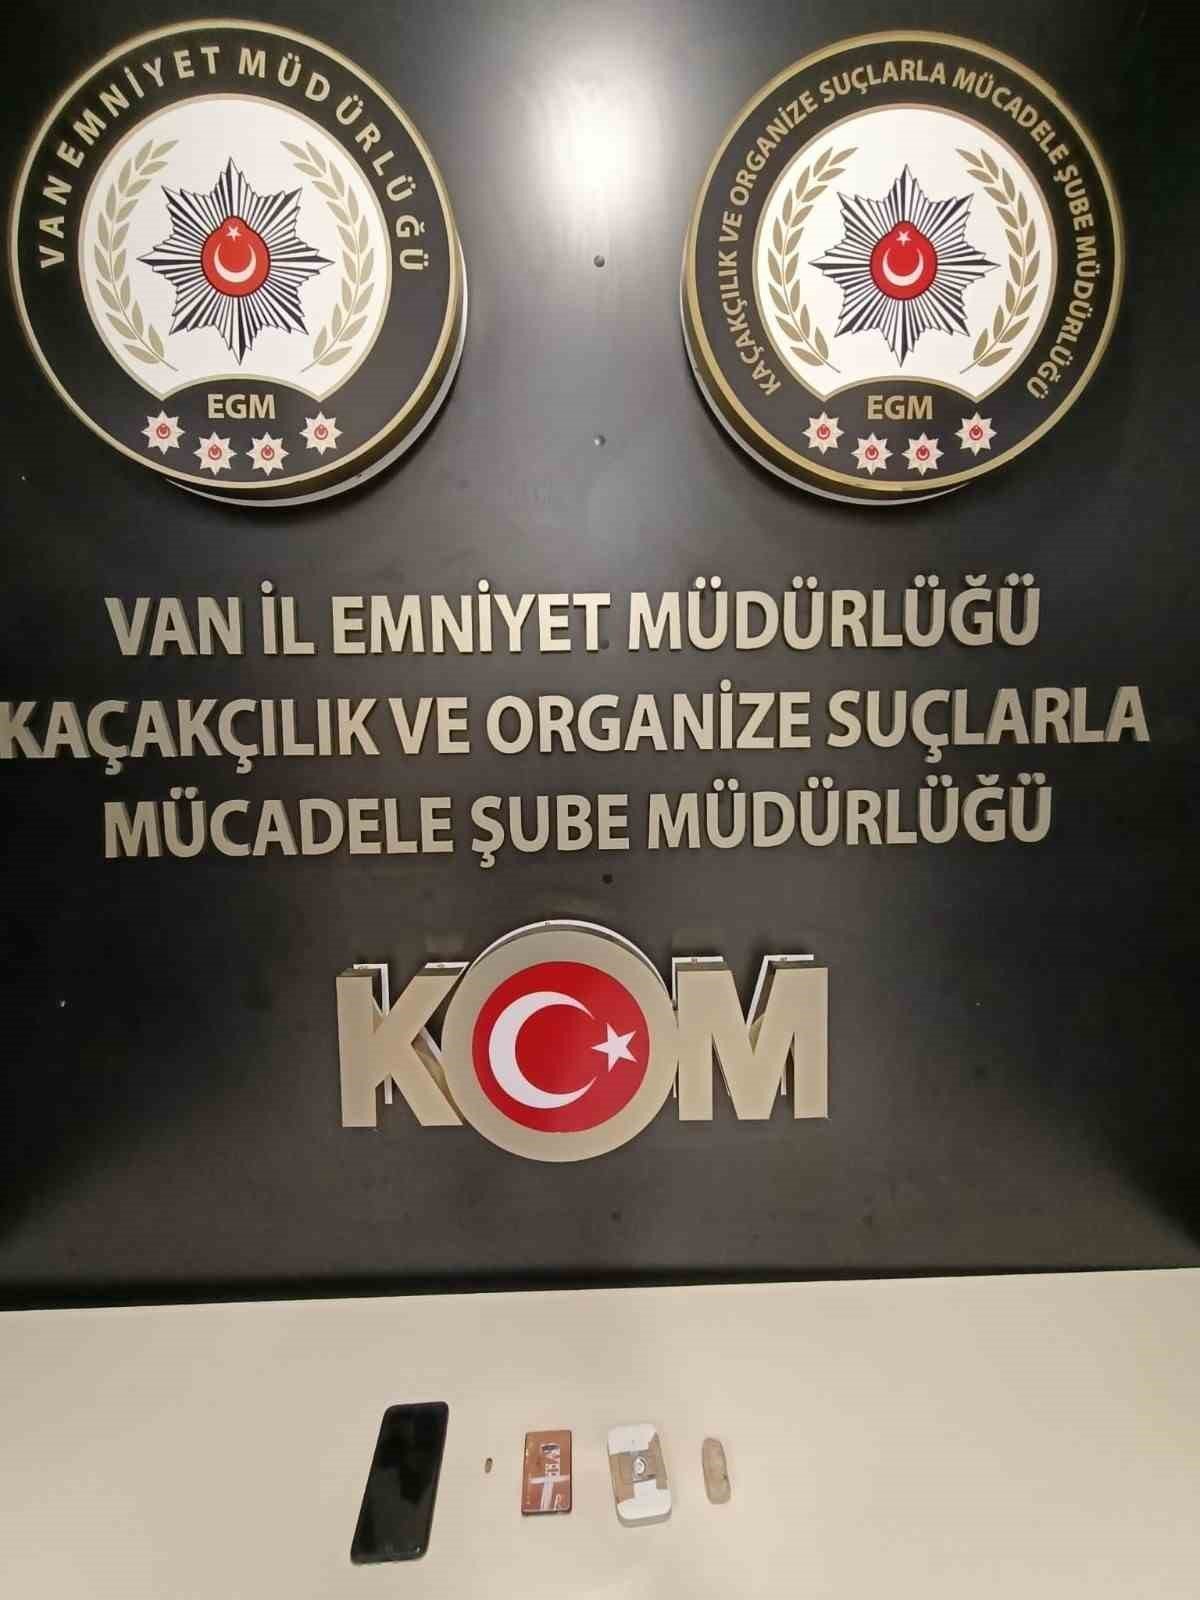 VAN EMNİYET MÜDÜRLÜĞÜ
EGM
KAÇAKÇILIK VE ORGANİZE SUÇLARLA MÜCADELE ŞUBE MÜDÜRLÜĞÜ
EGM
VAN İL EMNİYET MÜDÜRLÜĞÜ
KAÇAKÇILIK VE ORGANİZE SUÇLARLA
MÜCADELE ŞUBE MÜDÜRLÜĞÜ
KOM